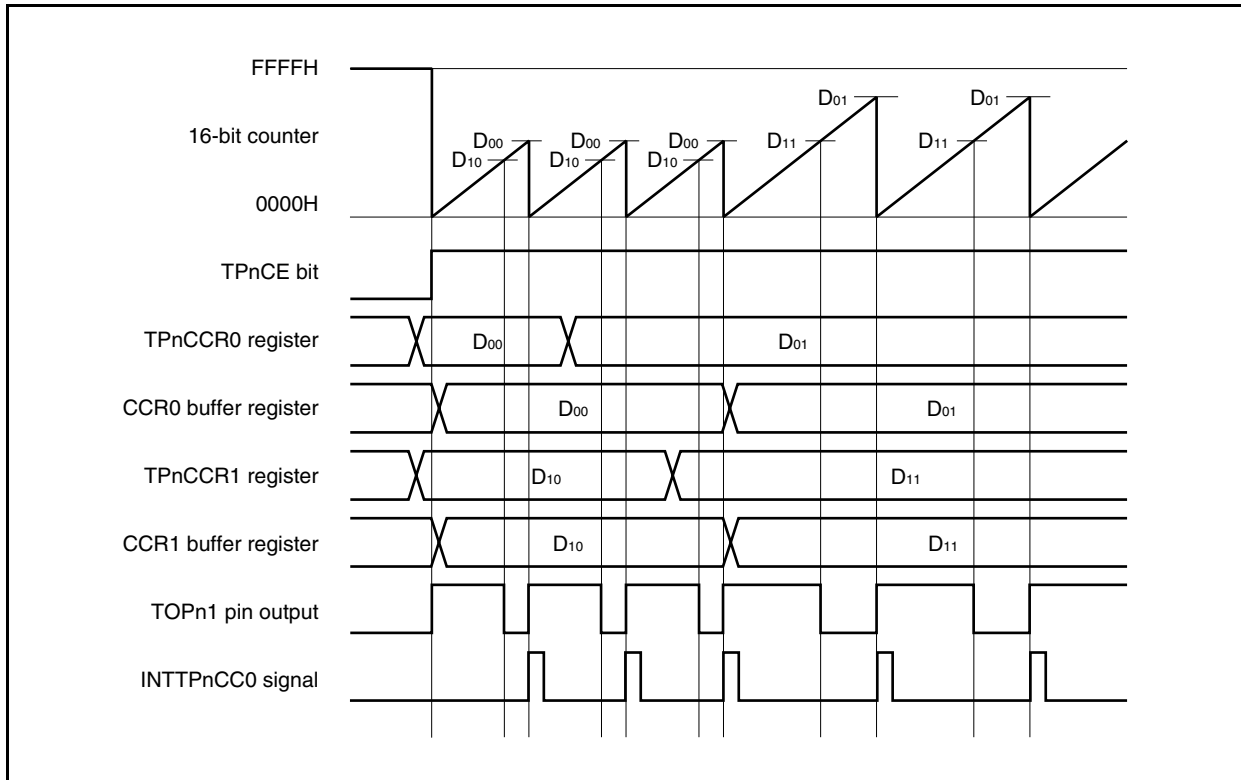 FFFFH
D01 D01
16-bit counter
D00 D00 D00 D11 D11
D10 D10 D10
0000H
TPnCE bit
TPnCCR0 register D00 D01
CCR0 buffer register D00 D01
TPnCCR1 register D10 D11
CCR1 buffer register D10 D11
TOPn1 pin output
INTTPnCC0 signal